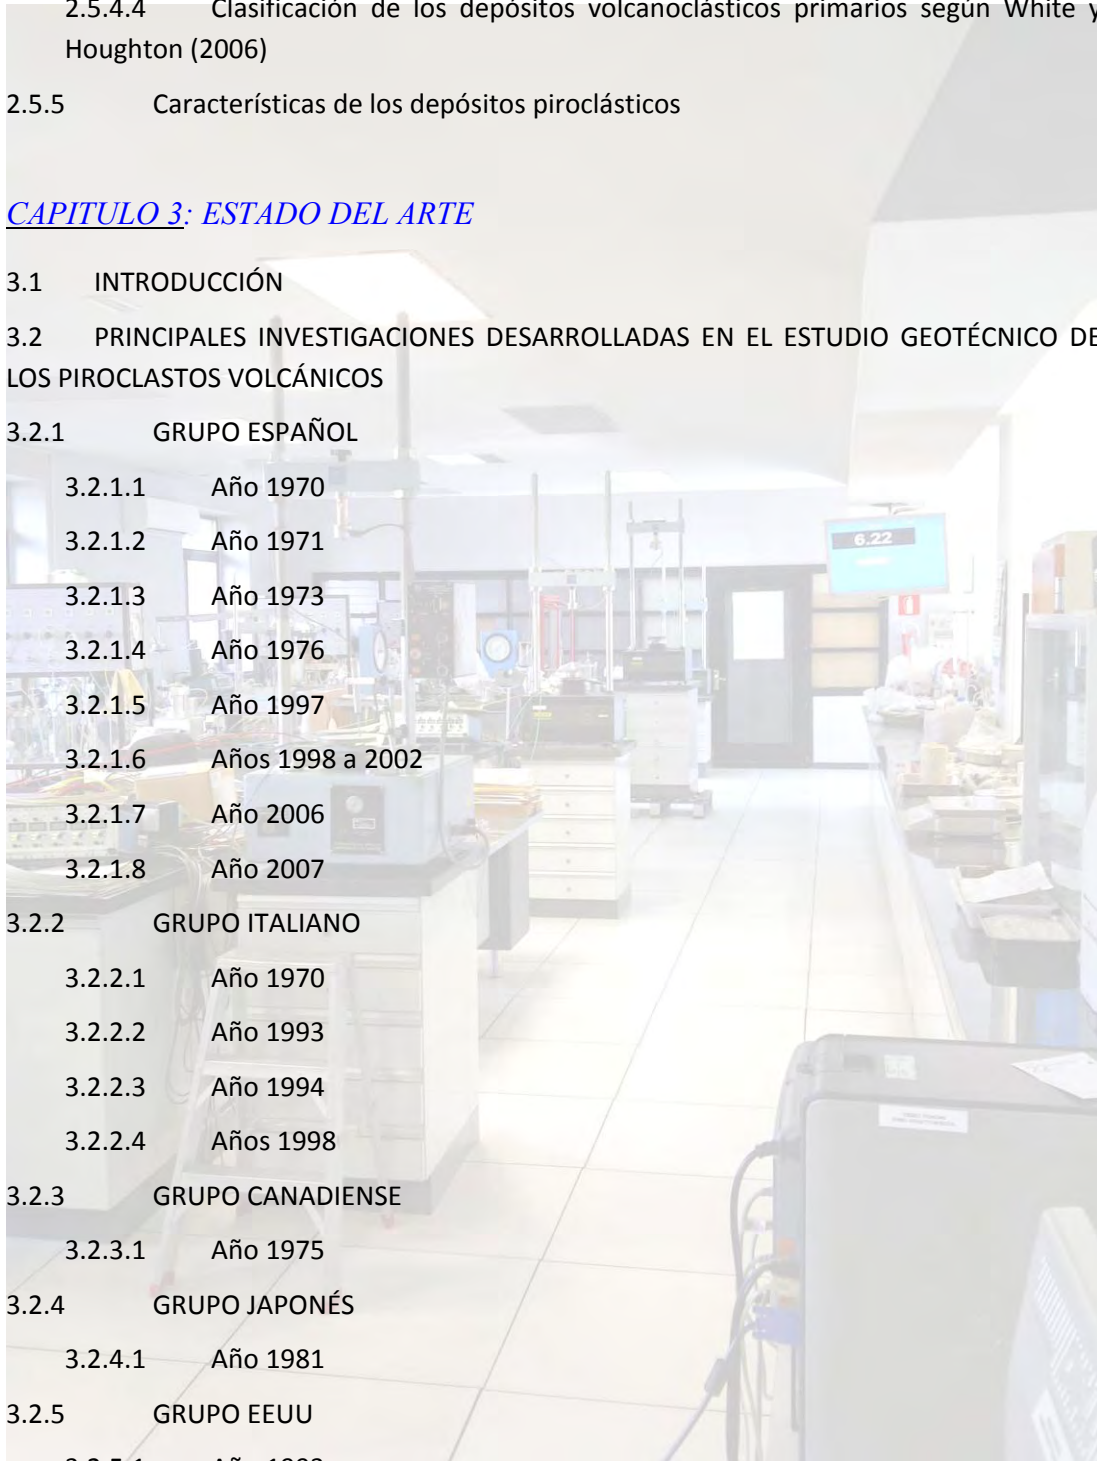 2.5.4.4 Clasificación de los depósitos volcanoclásticos primarios según White y
Houghton (2006)
2.5.5 Características de los depósitos piroclásticos
CAPITULO 3: ESTADO DEL ARTE
3.1 INTRODUCCIÓN
3.2 PRINCIPALES INVESTIGACIONES DESARROLLADAS EN EL ESTUDIO GEOTÉCNICO DE
LOS PIROCLASTOS VOLCÁNICOS
3.2.1 GRUPO ESPAÑOL
3.2.1.1 Año 1970
3.2.1.2 Año 1971
3.2.1.3 Año 1973
3.2.1.4 Año 1976
3.2.1.5 Año 1997
3.2.1.6 Años 1998 a 2002
3.2.1.7 Año 2006
3.2.1.8 Año 2007
3.2.2 GRUPO ITALIANO
3.2.2.1 Año 1970
3.2.2.2 Año 1993
3.2.2.3 Año 1994
3.2.2.4 Años 1998
3.2.3 GRUPO CANADIENSE
3.2.3.1 Año 1975
3.2.4 GRUPO JAPONÉS
3.2.4.1 Año 1981
3.2.5 GRUPO EEUU
6.22